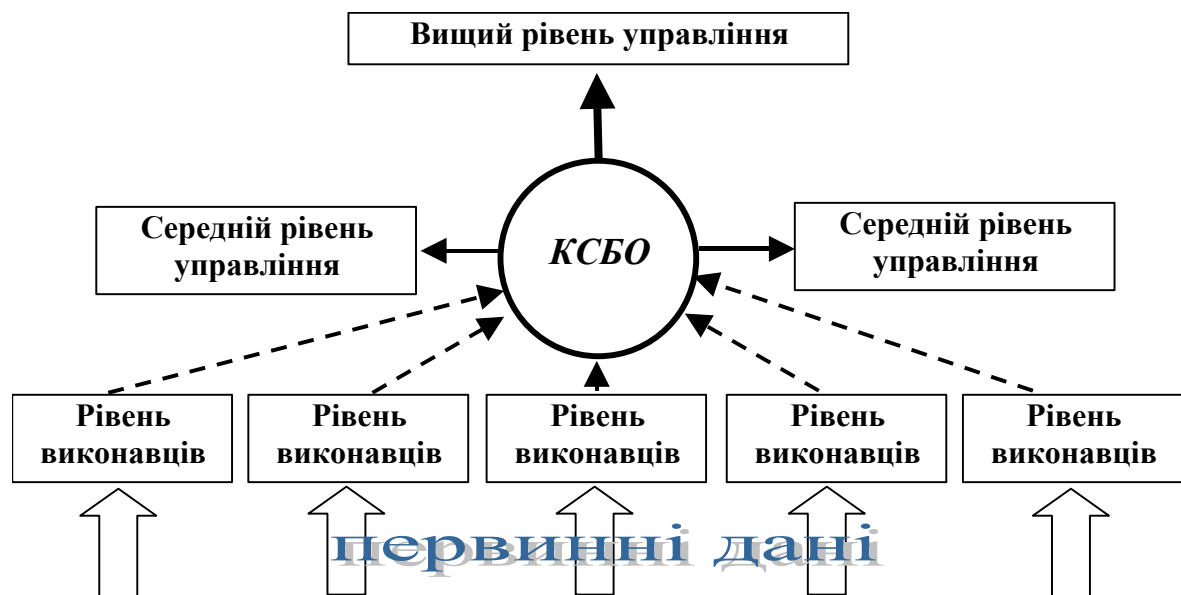 Вищий рівень управління
Середній рівень
управління
КСБО
Середній рівень
управління
Рівень
виконавців
Рівень
виконавців
Рівень
виконавців
Рівень
виконавців
Рівень
виконавців
первинні дані